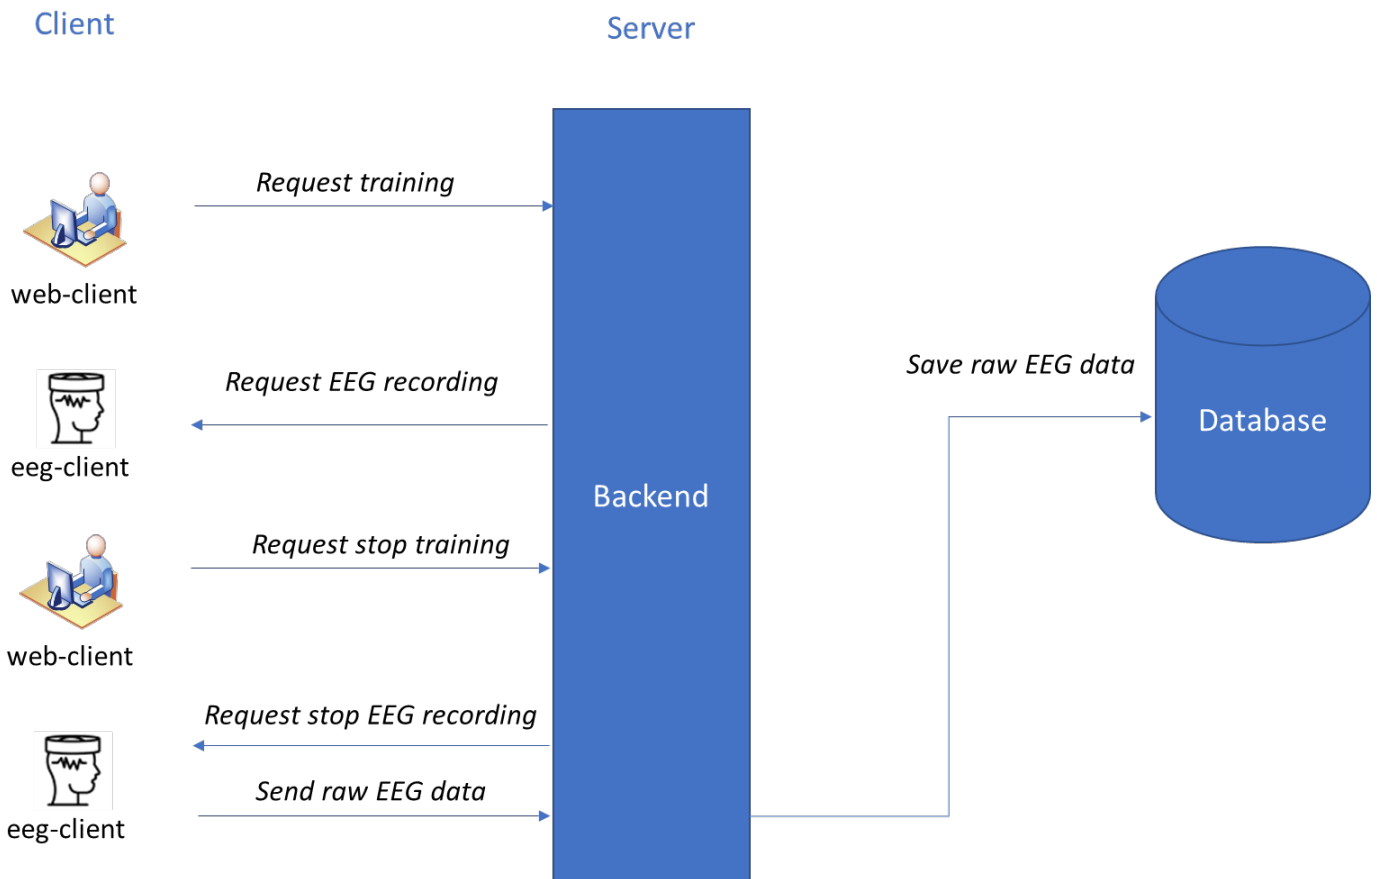 Client
Server
Request training
web-client
Request EEG recording
Save raw EEG data
Database
eeg-client
Backend
Request stop training
web-client
Request stop EEG recording
Send raw EEG data
eeg-client